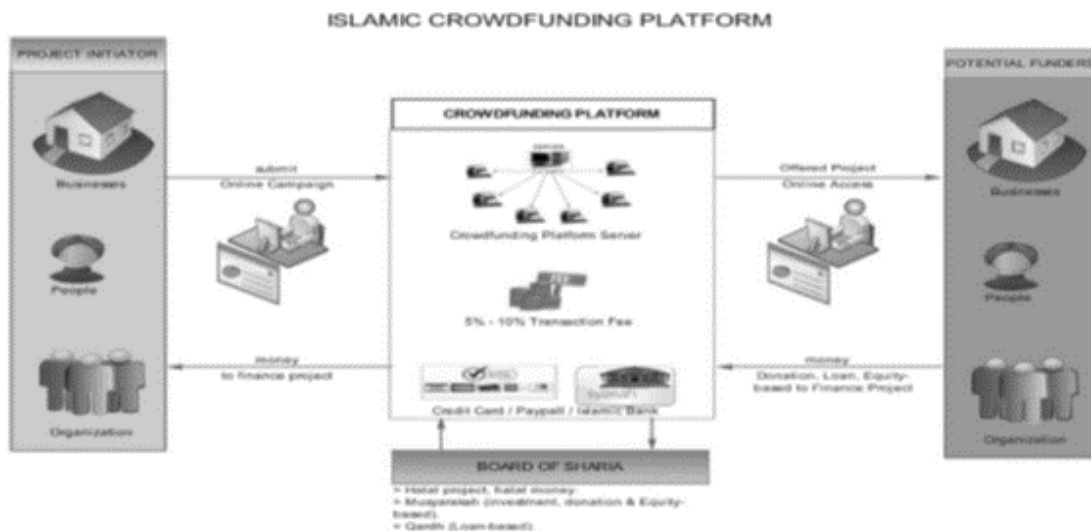 ISLAMIC CROWDFUNDING PLATFORM
PROJECT INITIATOR
Businesses
People
Organization
submit
Online Campaign
money
to finance project
CROWDFUNDING PLATFORM
SERVER
Crowdfunding Platform Server
5% - 10% Transaction Fee
Credit Card / Paypall / Islamic Bank
BOARD OF SHARIA
> Halal project, halal money.
> Musyarakah (investment, donation & Equity-
based).
> Qardh (Loan-based).
Offered Project
Online Access
money
Donation, Loan, Equity-
based to Finance Project
POTENTIAL FUNDERS
Businesses
People
Organization